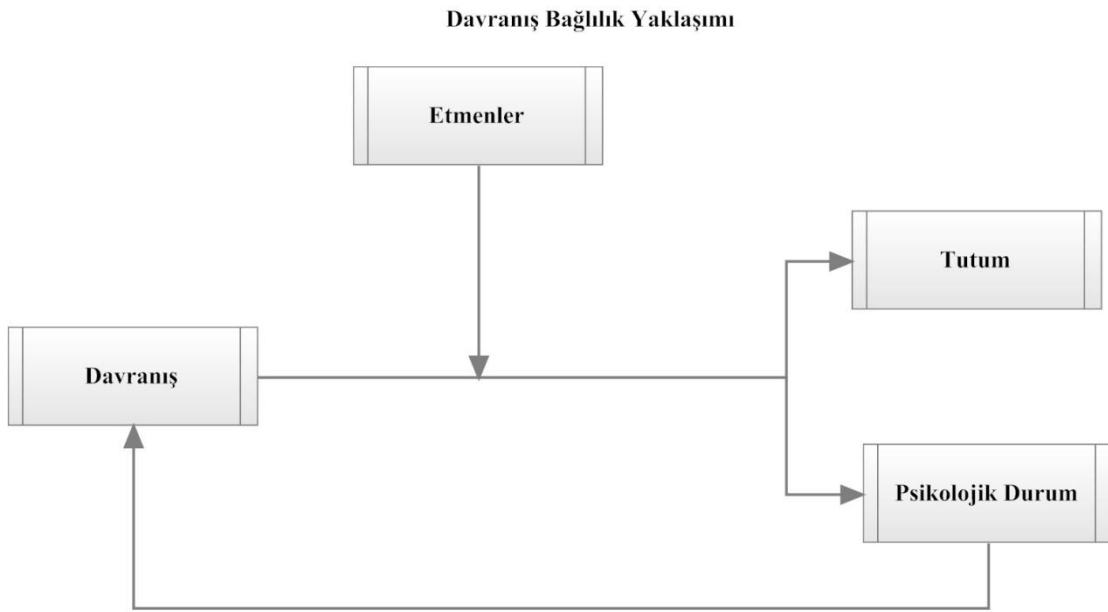 Davranış Bağlılık Yaklaşımı
Etmenler
Tutum
Davranış
Psikolojik Durum